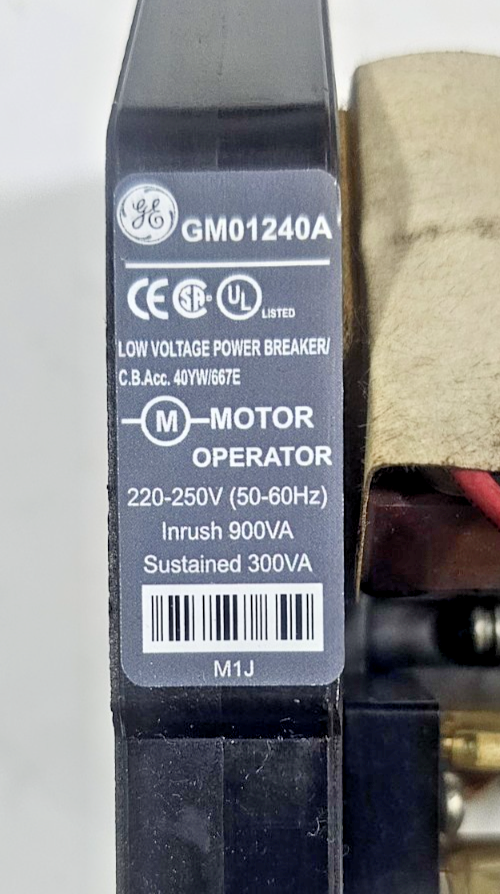 GE GM01240A
CE SA UL LISTED
LOW VOLTAGE POWER BREAKER/
C.B.Acc. 40YW/667E
M MOTOR
OPERATOR
220-250V (50-60Hz)
Inrush 900VA
Sustained 300VA
M1J